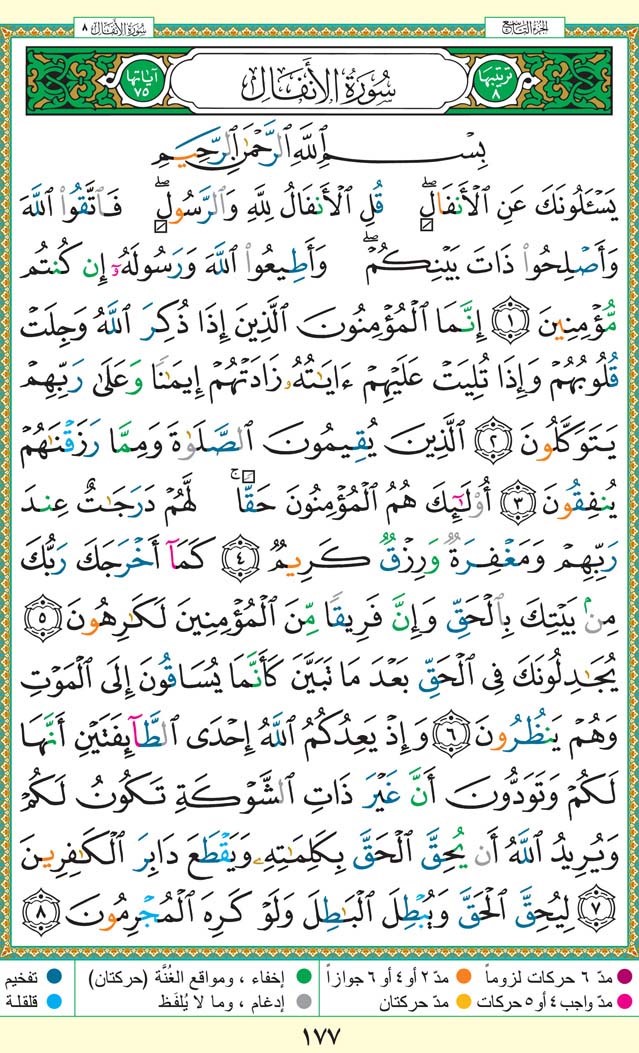 الجزء التاسع
سورة الأنفال ٨
ترتيبها ٨
سُورَةُ الأَنفَال
آياتها ٧٥
بِسْمِ ٱللَّهِ ٱلرَّحْمَٰنِ ٱلرَّحِيمِ
يَسْـَٔلُونَكَ عَنِ ٱلْأَنفَالِۖ قُلِ ٱلْأَنفَالُ لِلَّهِ وَٱلرَّسُولِۖ فَٱتَّقُوا۟ ٱللَّهَ
وَأَصْلِحُوا۟ ذَاتَ بَيْنِكُمْۖ وَأَطِيعُوا۟ ٱللَّهَ وَرَسُولَهُۥٓ إِن كُنتُم
مُّؤْمِنِينَ ١ إِنَّمَا ٱلْمُؤْمِنُونَ ٱلَّذِينَ إِذَا ذُكِرَ ٱللَّهُ وَجِلَتْ
قُلُوبُهُمْ وَإِذَا تُلِيَتْ عَلَيْهِمْ ءَايَٰتُهُۥ زَادَتْهُمْ إِيمَٰنًا وَعَلَىٰ رَبِّهِمْ
يَتَوَكَّلُونَ ٢ ٱلَّذِينَ يُقِيمُونَ ٱلصَّلَوٰةَ وَمِمَّا رَزَقْنَٰهُمْ
يُنفِقُونَ ٣ أُو۟لَٰٓئِكَ هُمُ ٱلْمُؤْمِنُونَ حَقًّاۚ لَّهُمْ دَرَجَٰتٌ عِندَ
رَبِّهِمْ وَمَغْفِرَةٌ وَرِزْقٌ كَرِيمٌ ٤ كَمَآ أَخْرَجَكَ رَبُّكَ
مِنۢ بَيْتِكَ بِٱلْحَقِّ وَإِنَّ فَرِيقًا مِّنَ ٱلْمُؤْمِنِينَ لَكَٰرِهُونَ ٥
يُجَٰدِلُونَكَ فِى ٱلْحَقِّ بَعْدَ مَا تَبَيَّنَ كَأَنَّمَا يُسَاقُونَ إِلَى ٱلْمَوْتِ
وَهُمْ يَنظُرُونَ ٦ وَإِذْ يَعِدُكُمُ ٱللَّهُ إِحْدَى ٱلطَّآئِفَتَيْنِ أَنَّهَا
لَكُمْ وَتَوَدُّونَ أَنَّ غَيْرَ ذَاتِ ٱلشَّوْكَةِ تَكُونُ لَكُمْ
وَيُرِيدُ ٱللَّهُ أَن يُحِقَّ ٱلْحَقَّ بِكَلِمَٰتِهِۦ وَيَقْطَعَ دَابِرَ ٱلْكَٰفِرِينَ
٧ لِيُحِقَّ ٱلْحَقَّ وَيُبْطِلَ ٱلْبَٰطِلَ وَلَوْ كَرِهَ ٱلْمُجْرِمُونَ ٨
مدّ ٦ حركات لزوماً مدّ ٢ أو ٤ أو ٦ جوازاً إخفاء ، ومواقع الغُنَّة (حركتان) تفخيم
مدّ واجب ٤ أو ٥ حركات مدّ حركتان إدغام ، وما لا يُلفَظ قلقلة
١٧٧